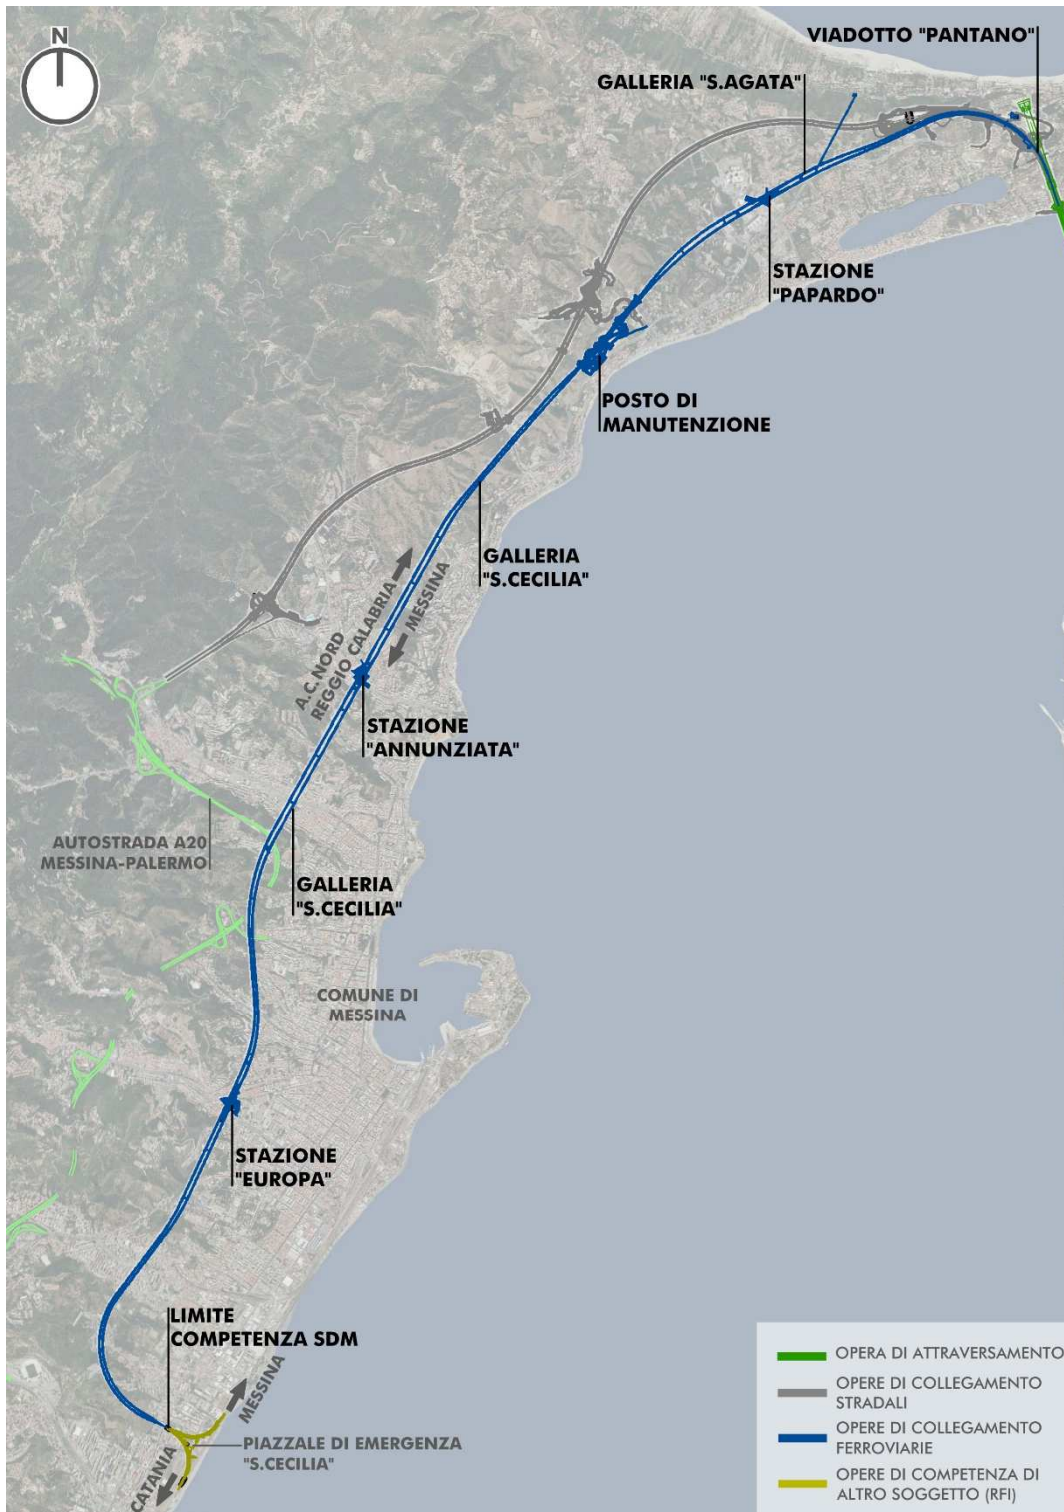 N
VIADOTTO "PANTANO"
GALLERIA "S.AGATA"
STAZIONE
"PAPARDO"
POSTO DI
MANUTENZIONE
GALLERIA
"S.CECILIA"
A.C. NORD
REGGIO CALABRIA
MESSINA
STAZIONE
"ANNUNZIATA"
AUTOSTRADA A20
MESSINA-PALERMO
GALLERIA
"S.CECILIA"
COMUNE DI
MESSINA
STAZIONE
"EUROPA"
LIMITE
COMPETENZA SDM
MESSINA
PIAZZALE DI EMERGENZA
"S.CECILIA"
CATANIA
OPERA DI ATTRAVERSAMENTO
OPERE DI COLLEGAMENTO
STRADALI
OPERE DI COLLEGAMENTO
FERROVIARIE
OPERE DI COMPETENZA DI
ALTRO SOGGETTO (RFI)